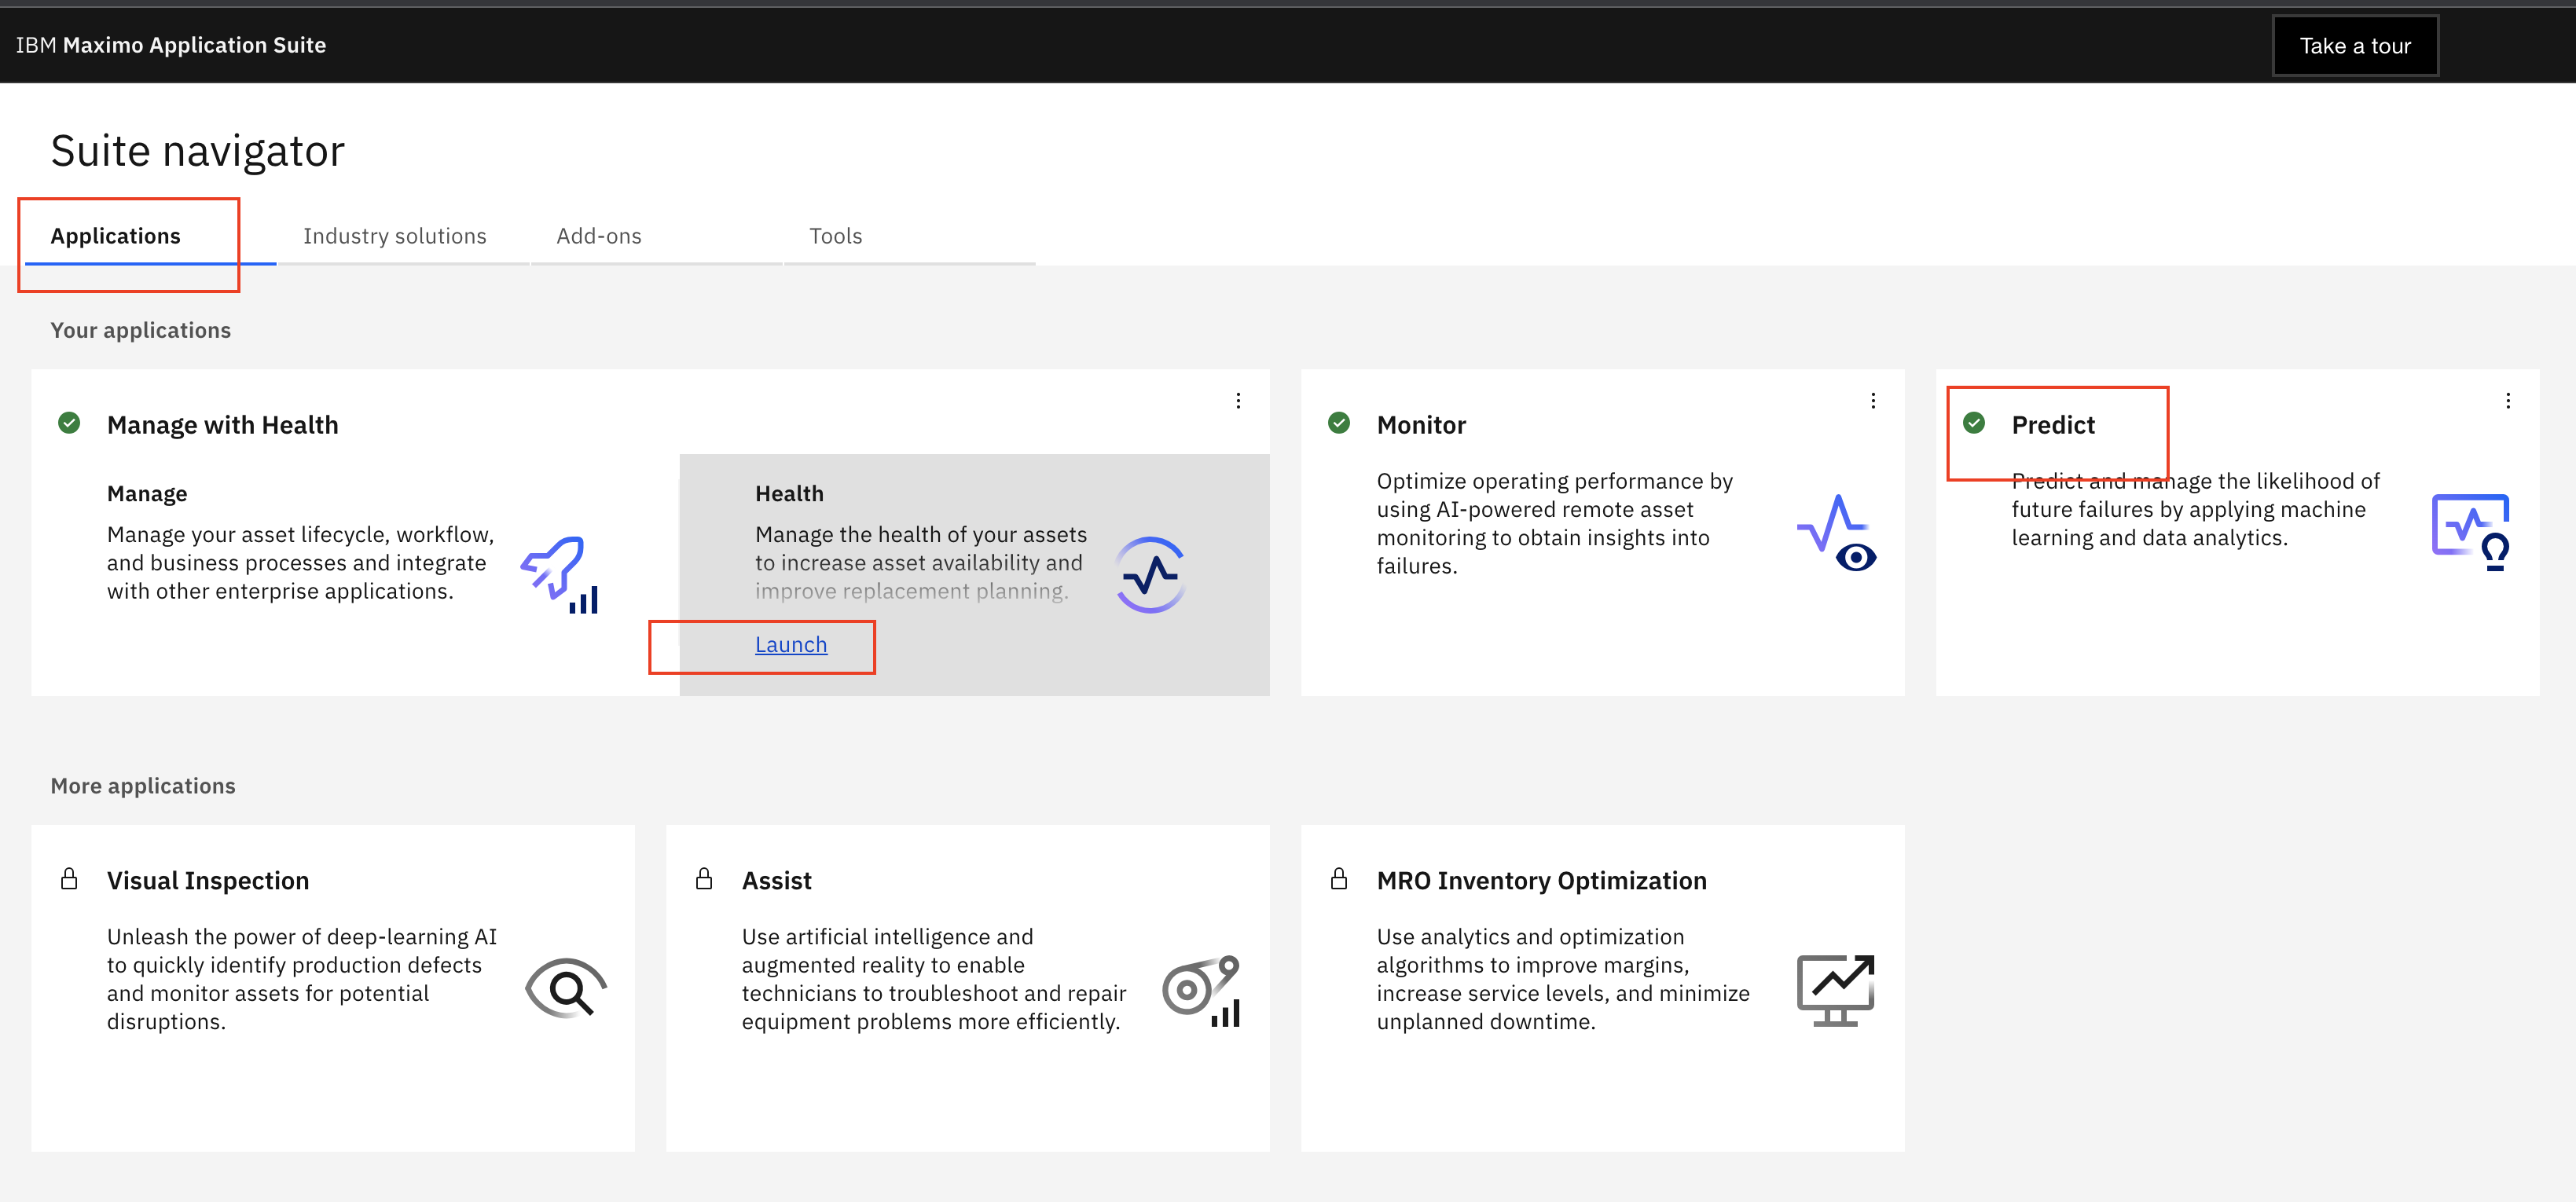 IBM Maximo Application Suite
Take a tour
Suite navigator
Applications
Industry solutions
Add-ons
Tools
Your applications
Manage with Health
Manage
Manage your asset lifecycle, workflow,
and business processes and integrate
with other enterprise applications.
Health
Manage the health of your assets
to increase asset availability and
improve replacement planning.
Launch
Monitor
Optimize operating performance by
using AI-powered remote asset
monitoring to obtain insights into
failures.
Predict
Predict and manage the likelihood of
future failures by applying machine
learning and data analytics.
More applications
Visual Inspection
Unleash the power of deep-learning AI
to quickly identify production defects
and monitor assets for potential
disruptions.
Assist
Use artificial intelligence and
augmented reality to enable
technicians to troubleshoot and repair
equipment problems more efficiently.
MRO Inventory Optimization
Use analytics and optimization
algorithms to improve margins,
increase service levels, and minimize
unplanned downtime.